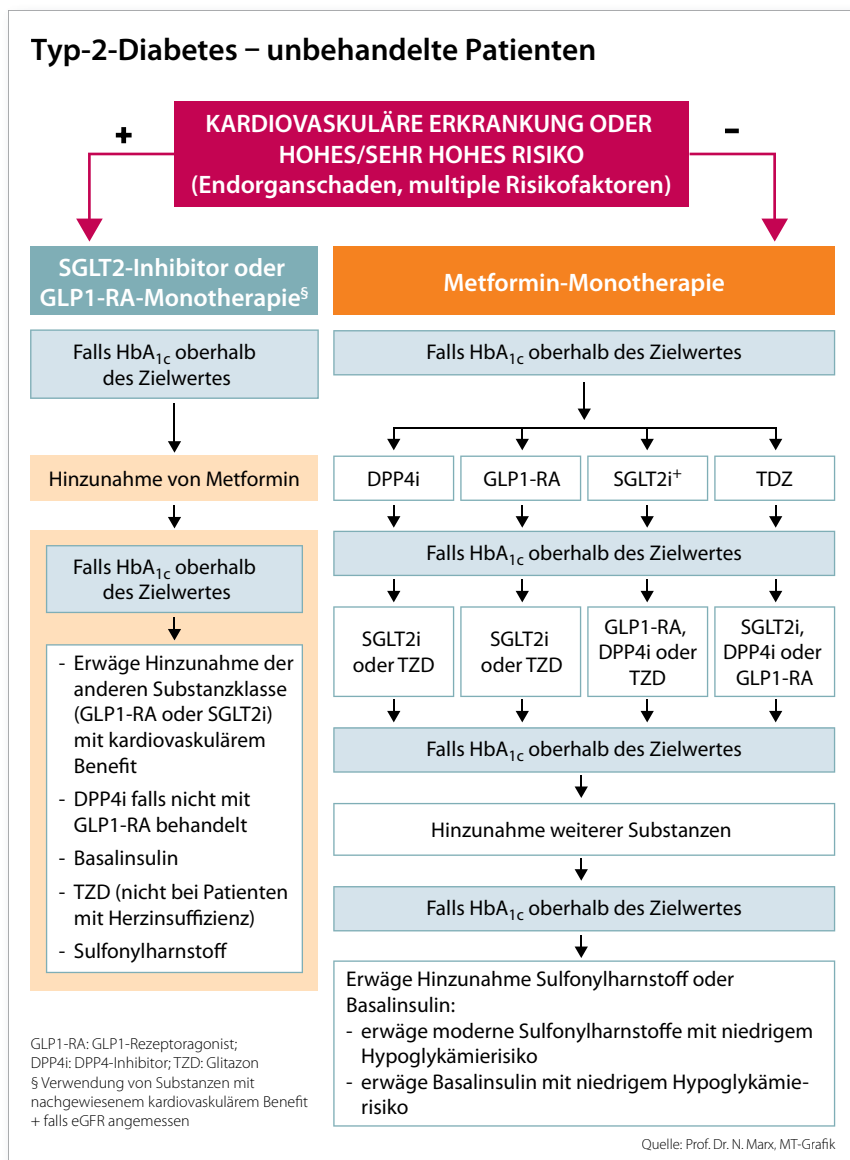 Typ-2-Diabetes – unbehandelte Patienten
+
KARDIOVASKULÄRE ERKRANKUNG ODER
HOHES/SEHR HOHES RISIKO
(Endorganschaden, multiple Risikofaktoren)
–
SGLT2-Inhibitor oder
GLP1-RA-Monotherapie§
Falls HbA1c oberhalb
des Zielwertes
Hinzunahme von Metformin
Falls HbA1c oberhalb
des Zielwertes
- Erwäge Hinzunahme der
anderen Substanzklasse
(GLP1-RA oder SGLT2i)
mit kardiovaskulärem
Benefit
- DPP4i falls nicht mit
GLP1-RA behandelt
- Basalinsulin
- TZD (nicht bei Patienten
mit Herzinsuffizienz)
- Sulfonylharnstoff
Metformin-Monotherapie
Falls HbA1c oberhalb des Zielwertes
DPP4i
GLP1-RA
SGLT2i+
TDZ
Falls HbA1c oberhalb des Zielwertes
SGLT2i
oder TZD
SGLT2i
oder TZD
GLP1-RA,
DPP4i oder
TZD
SGLT2i,
DPP4i oder
GLP1-RA
Falls HbA1c oberhalb des Zielwertes
Hinzunahme weiterer Substanzen
Falls HbA1c oberhalb des Zielwertes
Erwäge Hinzunahme Sulfonylharnstoff oder
Basalinsulin:
- erwäge moderne Sulfonylharnstoffe mit niedrigem
Hypoglykämierisiko
- erwäge Basalinsulin mit niedrigem Hypoglykämie-
risiko
GLP1-RA: GLP1-Rezeptoragonist;
DPP4i: DPP4-Inhibitor; TZD: Glitazon
§ Verwendung von Substanzen mit
nachgewiesenem kardiovaskulärem Benefit
+ falls eGFR angemessen
Quelle: Prof. Dr. N. Marx, MT-Grafik